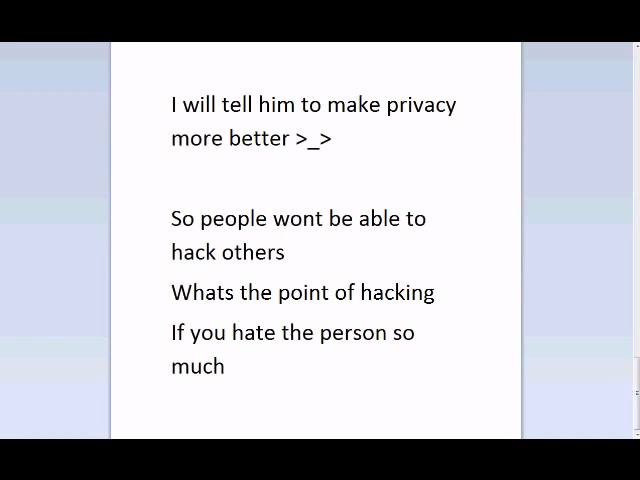 I will tell him to make privacy
more better >_>
So people wont be able to
hack others
Whats the point of hacking
If you hate the person so
much